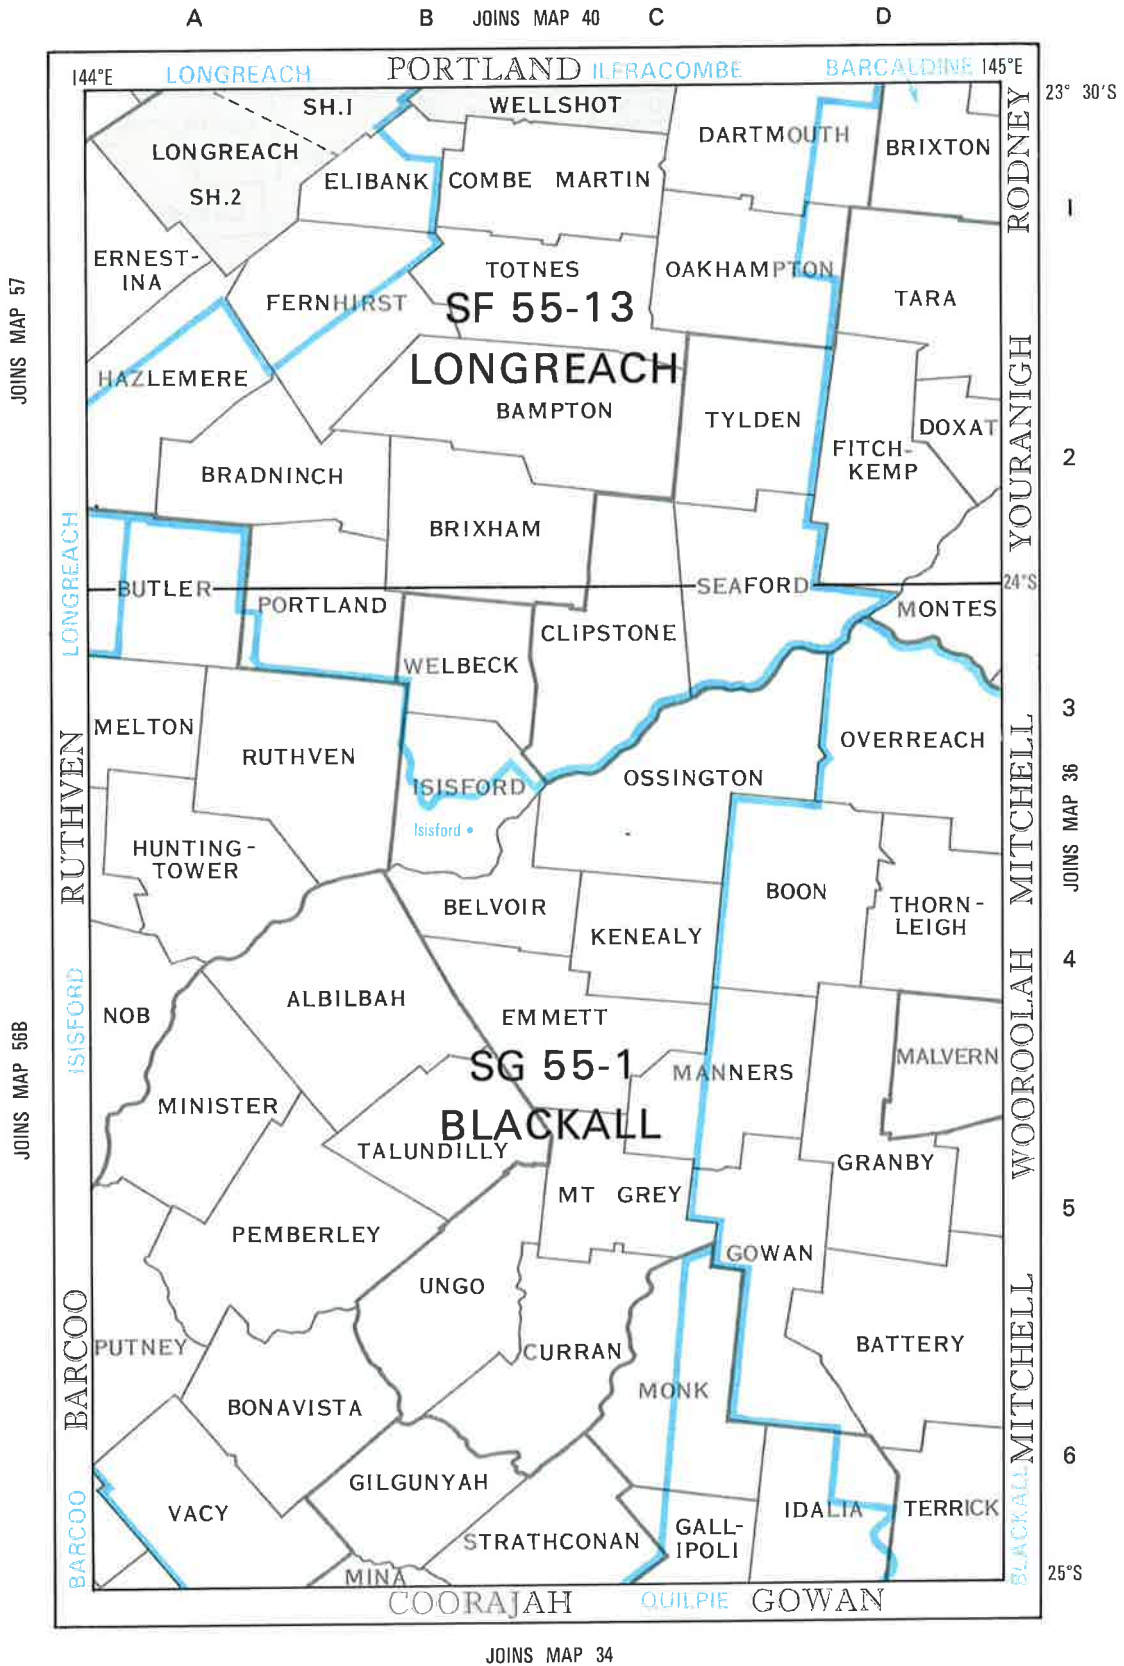 A B JOINS MAP 40 C D
144°E LONGREACH PORTLAND ILFRACOMBE BARCALDINE 145°E
23° 30'S
SH.1 WELLSHOT
DARTMOUTH
BRIXTON
RODNEY
LONGREACH
SH.2
ELIBANK COMBE MARTIN
1
ERNEST-
INA
TOTNES
OAKHAMPTON
FERNHIRST
TARA
SF 55-13
LONGREACH
JOINS MAP 57
HAZLEMERE
BAMPTON
TYLDEN
DOXAT
FITCH-
KEMP
YOURANIGH
2
BRADNINCH
BRIXHAM
LONGREACH
BUTLER
SEAFORD
24°S
PORTLAND
MONTES
CLIPSTONE
WELBECK
3
MELTON
RUTHVEN
OVERREACH
OSSINGTON
ISISFORD
Isisford
MITCHELL
JOINS MAP 36
RUTHVEN
HUNTING-
TOWER
BOON
BELVOIR
THORN-
LEIGH
KENEALY
4
ISISFORD
ALBILBAH
NOB
EMMETT
SG 55-1
BLACKALL
MANNERS
MALVERN
WOOROOLAH
JOINS MAP 56B
MINISTER
TALUNDILLY
GRANBY
MT GREY
5
PEMBERLEY
GOWAN
UNGO
BARCOO
PUTNEY
CURRAN
BATTERY
MONK
MITCHELL
BONAVISTA
6
GILGUNYAH
BARCOO
VACY
IDALIA
TERRICK
BLACKALL
STRATHCONAN
GALL-
IPOLI
MINA
25°S
COORAJAH QUILPIE GOWAN
JOINS MAP 34